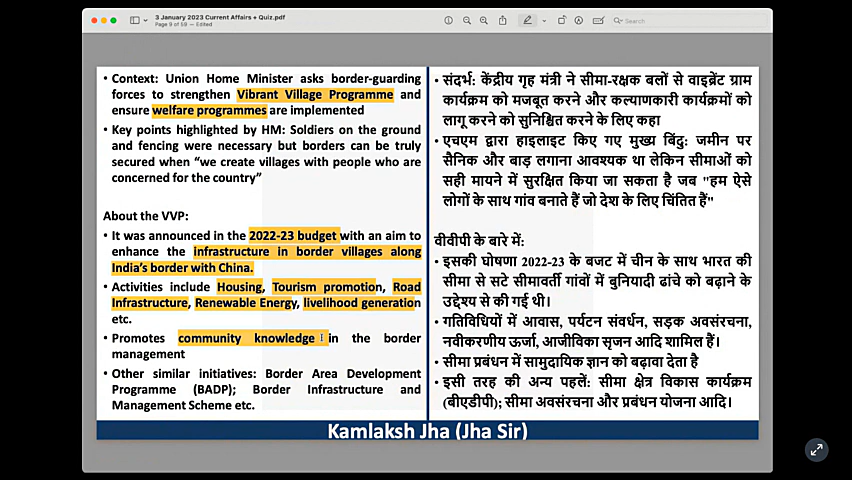 3 January 2023 Current Affairs + Quiz.pdf
Page 9 of 59 — Edited
Search
• Context: Union Home Minister asks border-guarding
forces to strengthen Vibrant Village Programme and
ensure welfare programmes are implemented
• Key points highlighted by HM: Soldiers on the ground
and fencing were necessary but borders can be truly
secured when “we create villages with people who are
concerned for the country”
About the VVP:
• It was announced in the 2022-23 budget with an aim to
enhance the infrastructure in border villages along
India’s border with China.
• Activities include Housing, Tourism promotion, Road
Infrastructure, Renewable Energy, livelihood generation
etc.
• Promotes community knowledge in the border
management
• Other similar initiatives: Border Area Development
Programme (BADP); Border Infrastructure and
Management Scheme etc.
• संदर्भ: केंद्रीय गृह मंत्री ने सीमा-रक्षक बलों से वाइब्रेंट ग्राम
कार्यक्रम को मजबूत करने और कल्याणकारी कार्यक्रमों को
लागू करने को सुनिश्चित करने के लिए कहा
• एचएम द्वारा हाइलाइट किए गए मुख्य बिंदु: जमीन पर
सैनिक और बाड़ लगाना आवश्यक था लेकिन सीमाओं को
सही मायने में सुरक्षित किया जा सकता है जब "हम ऐसे
लोगों के साथ गांव बनाते हैं जो देश के लिए चिंतित हैं"
वीवीपी के बारे में:
• इसकी घोषणा 2022-23 के बजट में चीन के साथ भारत की
सीमा से सटे सीमावर्ती गांवों में बुनियादी ढांचे को बढ़ाने के
उद्देश्य से की गई थी।
• गतिविधियों में आवास, पर्यटन संवर्धन, सड़क अवसंरचना,
नवीकरणीय ऊर्जा, आजीविका सृजन आदि शामिल हैं।
• सीमा प्रबंधन में सामुदायिक ज्ञान को बढ़ावा देता है
• इसी तरह की अन्य पहलें: सीमा क्षेत्र विकास कार्यक्रम
(बीएडीपी); सीमा अवसंरचना और प्रबंधन योजना आदि।
Kamlaksh Jha (Jha Sir)